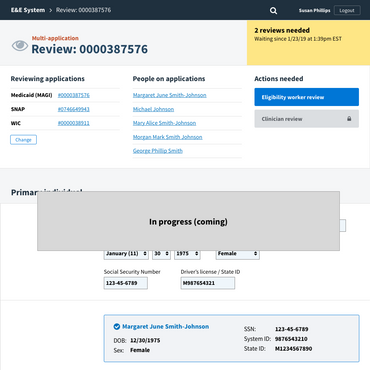 E&E System > Review: 0000387576
Susan Phillips Logout
Multi-application
Review: 0000387576
2 reviews needed
Waiting since 1/23/19 at 1:39pm EST
Reviewing applications
People on applications
Actions needed
Medicaid (MAGI) #0000387576
SNAP #0746649943
WIC #0000038511
Change
Margaret June Smith-Johnson
Michael Johnson
Mary Alice Smith-Johnson
Morgan Mark Smith Johnson
George Phillip Smith
Eligibility worker review
Clinician review
Primary individual
In progress (coming)
January (11) 30 1975 Female
Social Security Number Driver's license / State ID
123-45-6789 M987654321
Margaret June Smith-Johnson
DOB: 12/30/1975
Sex: Female
SSN: 123-45-6789
System ID: 9876543210
State ID: M1234567890